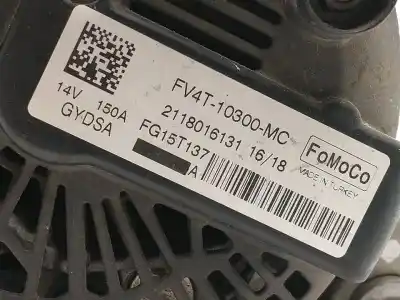 FV4T-10300-MC
14V 150A 2118016131 16/18 FoMoCo
GYDSA FG15T137 MADE IN TURKEY
A